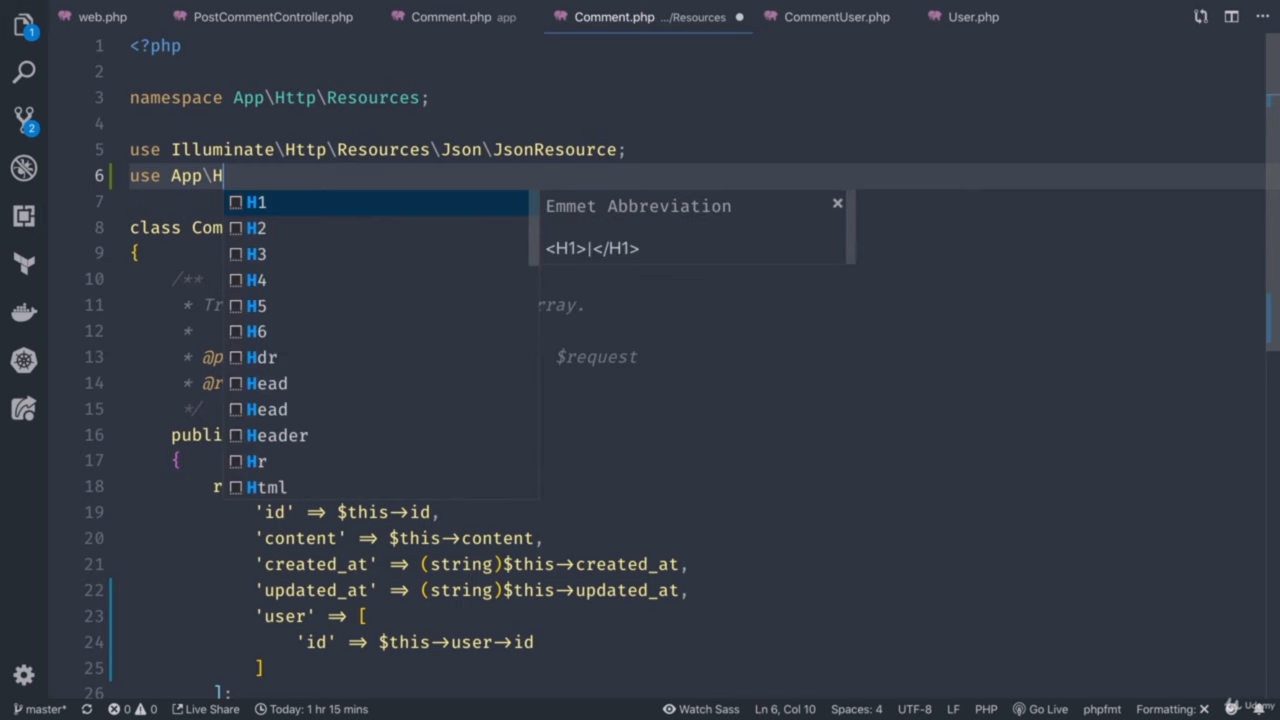 web.php PostCommentController.php Comment.php app Comment.php .../Resources CommentUser.php User.php
1 <?php
2
3 namespace App\Http\Resources;
4
5 use Illuminate\Http\Resources\Json\JsonResource;
6 use App\H
7 H1 Emmet Abbreviation ×
8 class Com H2 <H1>|</H1>
9 { H3
10 /** H4
11 * Tr H5 rray.
12 * H6
13 * @p Hdr $request
14 * @r Head
15 */ Head
16 publi Header
17 { Hr
18 r Html
19 'id' => $this->id,
20 'content' => $this->content,
21 'created_at' => (string)$this->created_at,
22 'updated_at' => (string)$this->updated_at,
23 'user' => [
24 'id' => $this->user->id
25 ]
26 ];
1
2
master* 0 0 Live Share Today: 1 hr 15 mins Watch Sass Ln 6, Col 10 Spaces: 4 UTF-8 LF PHP Go Live phpfmt Formatting: × Udemy